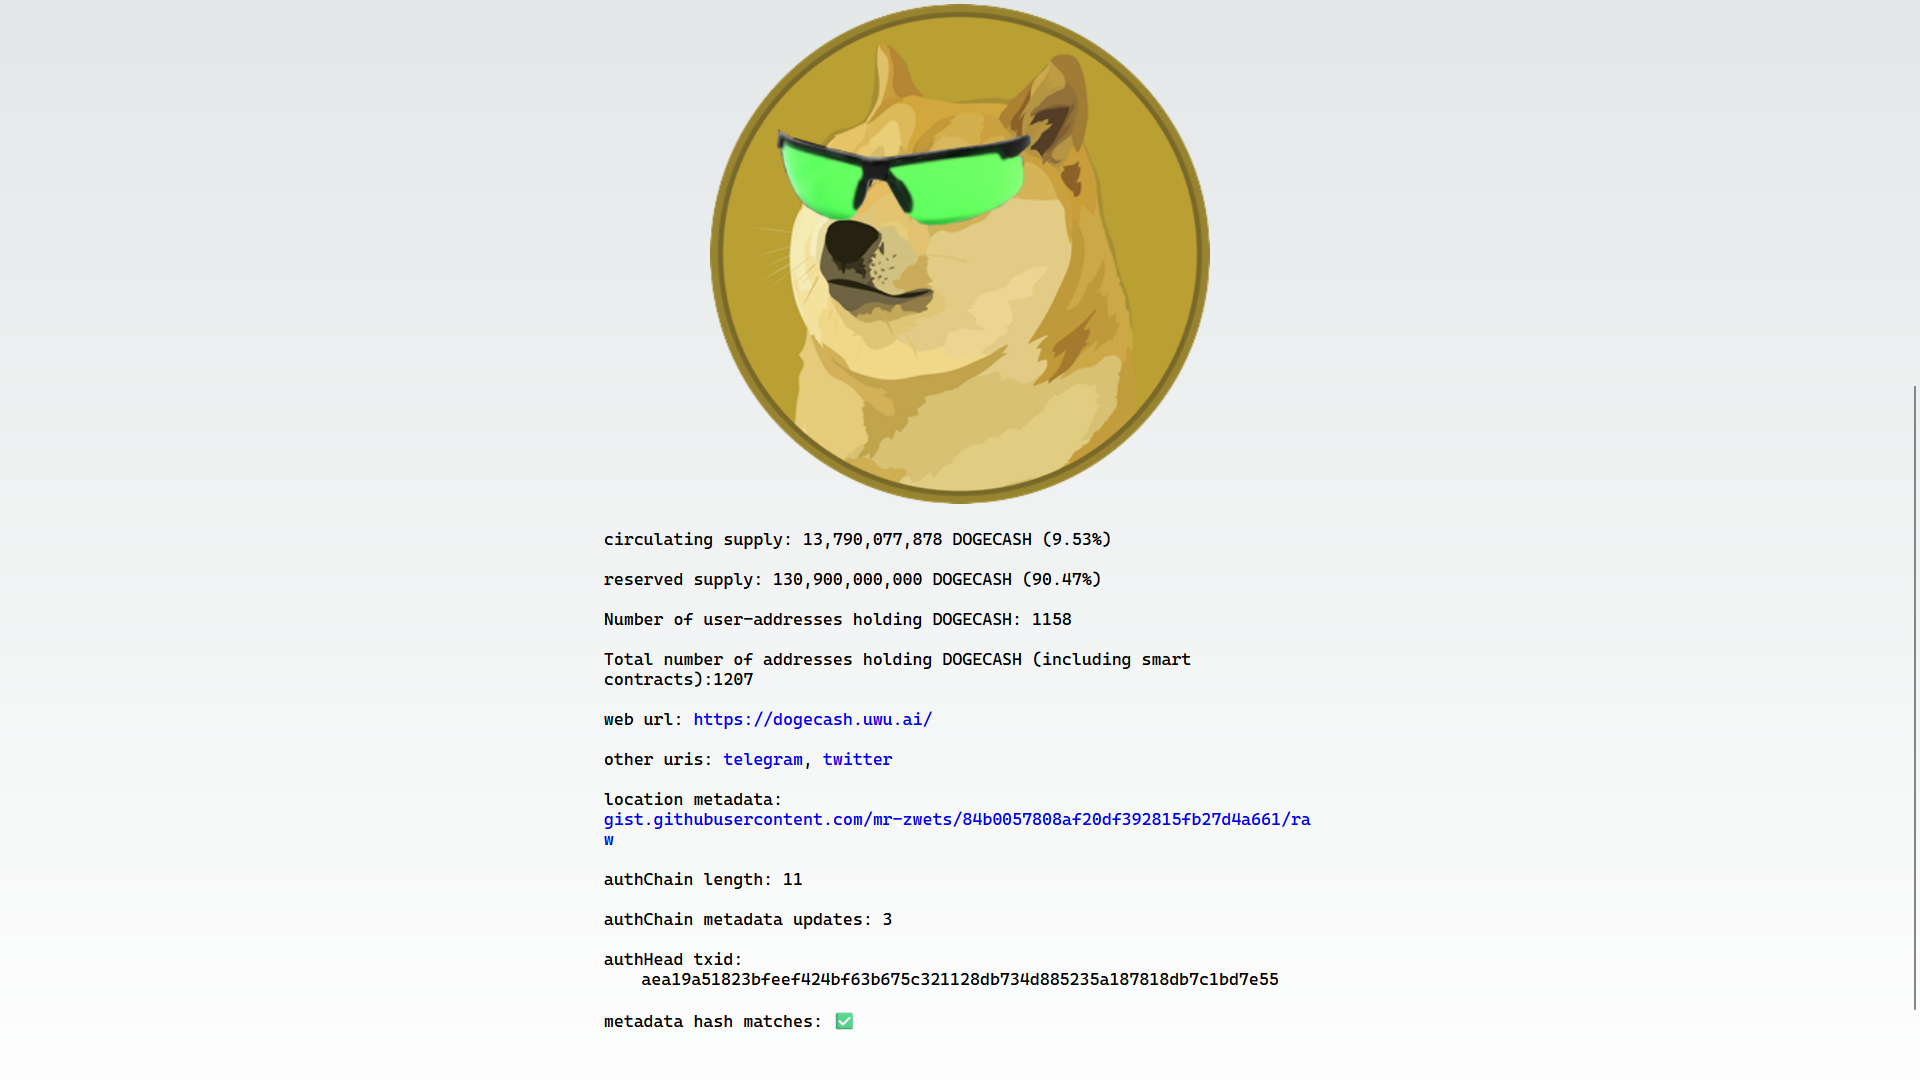 circulating supply: 13,790,077,878 DOGECASH (9.53%)
reserved supply: 130,900,000,000 DOGECASH (90.47%)
Number of user-addresses holding DOGECASH: 1158
Total number of addresses holding DOGECASH (including smart
contracts):1207
web url: https://dogecash.uwu.ai/
other uris: telegram, twitter
location metadata:
gist.githubusercontent.com/mr-zwets/84b0057808af20df392815fb27d4a661/ra
w
authChain length: 11
authChain metadata updates: 3
authHead txid:
aea19a51823bfeef424bf63b675c321128db734d885235a187818db7c1bd7e55
metadata hash matches: ✅